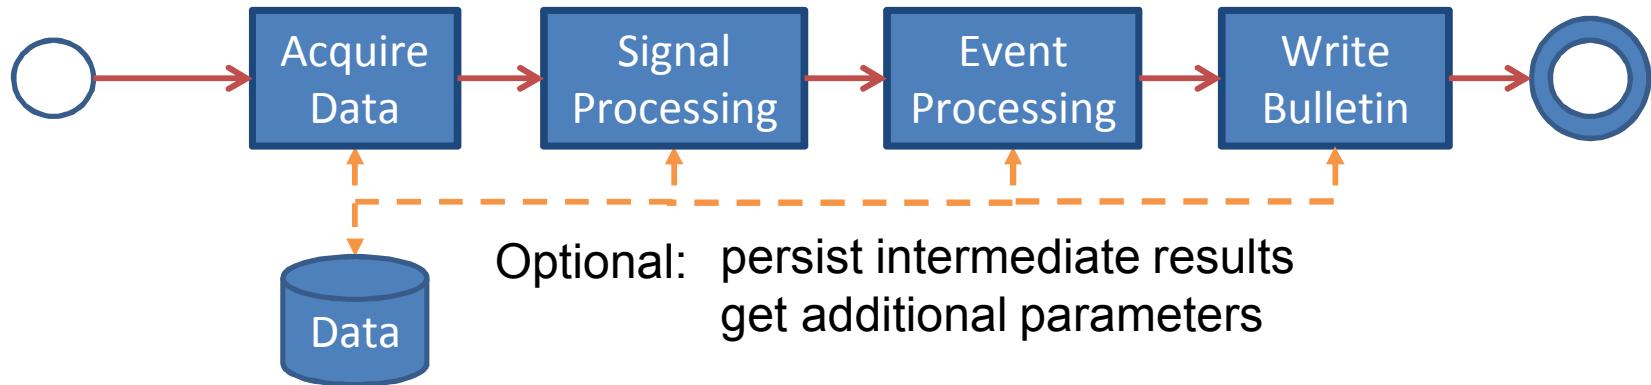 Acquire
Data
Signal
Processing
Event
Processing
Write
Bulletin
Optional: persist intermediate results
get additional parameters
Data